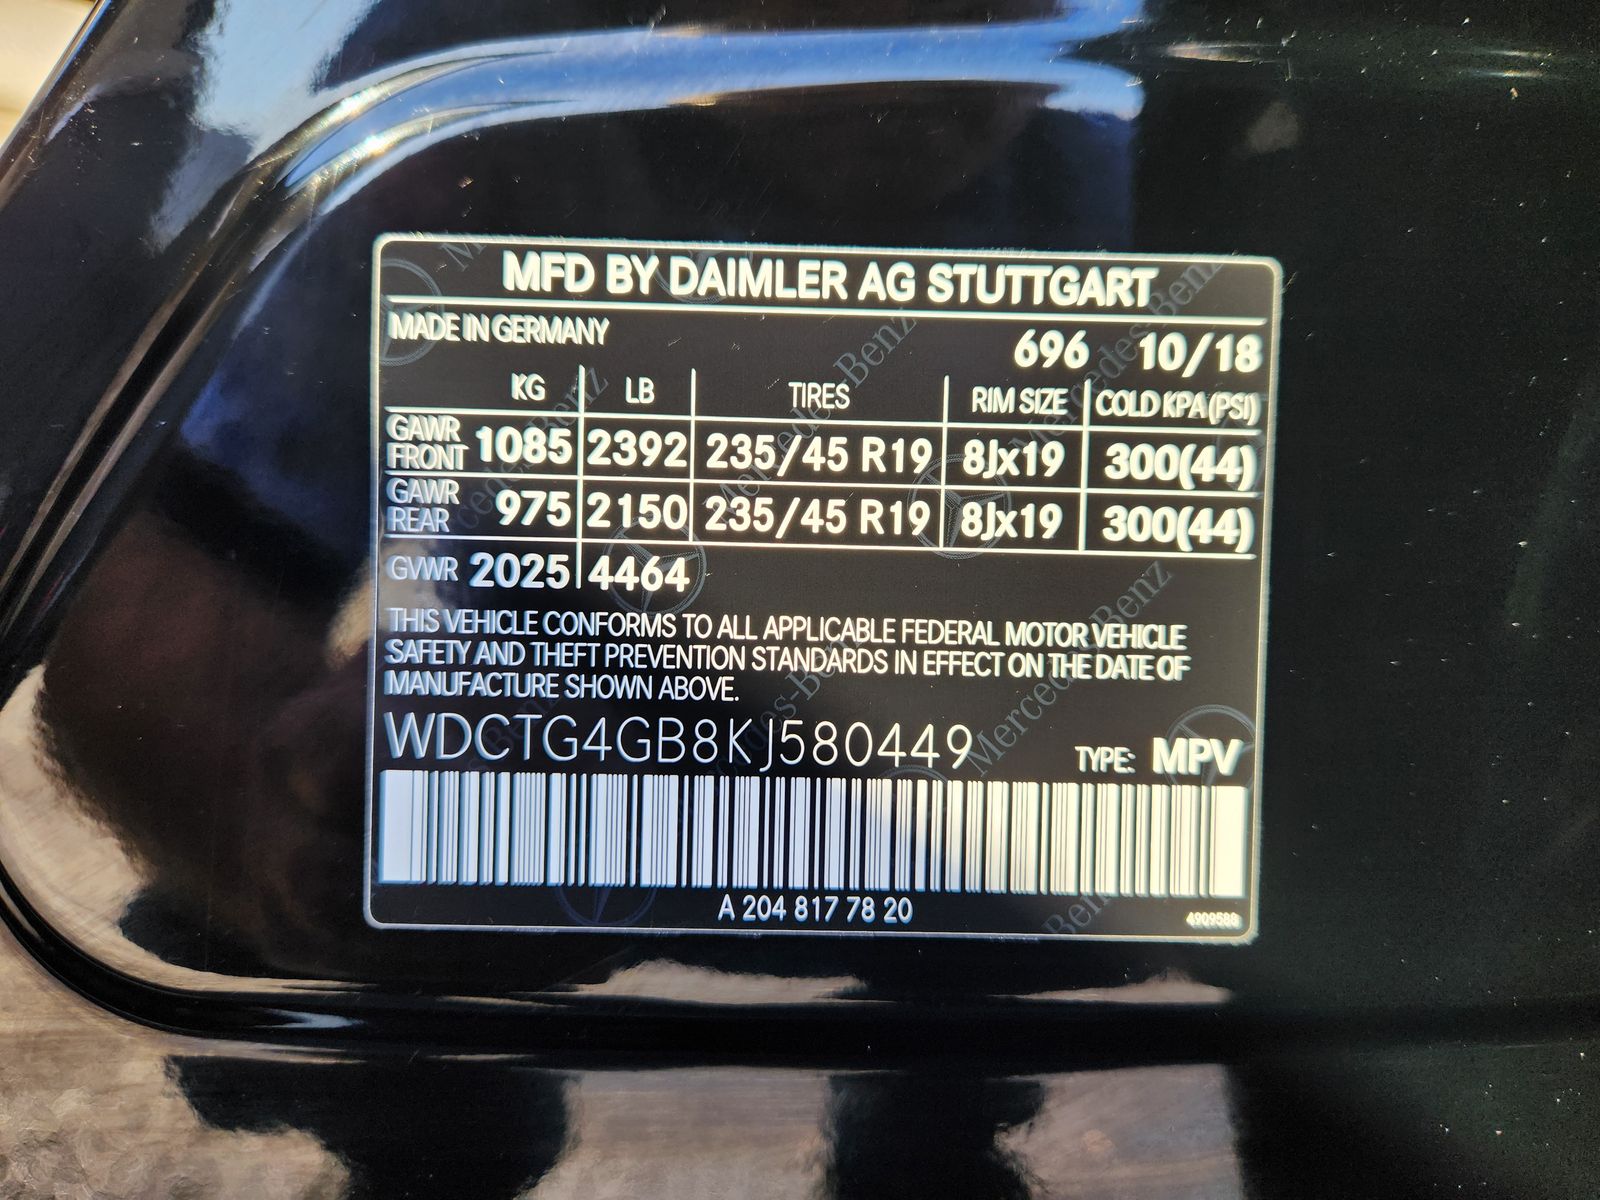 MFD BY DAIMLER AG STUTTGART
MADE IN GERMANY 696 10/18
KG LB TIRES RIM SIZE COLD KPA(PSI)
GAWR FRONT 1085 2392 235/45 R19 8Jx19 300(44)
GAWR REAR 975 2150 235/45 R19 8Jx19 300(44)
GVWR 2025 4464
THIS VEHICLE CONFORMS TO ALL APPLICABLE FEDERAL MOTOR VEHICLE
SAFETY AND THEFT PREVENTION STANDARDS IN EFFECT ON THE DATE OF
MANUFACTURE SHOWN ABOVE.
WDCTG4GB8KJ580449 TYPE: MPV
A 204 817 78 20
4909588